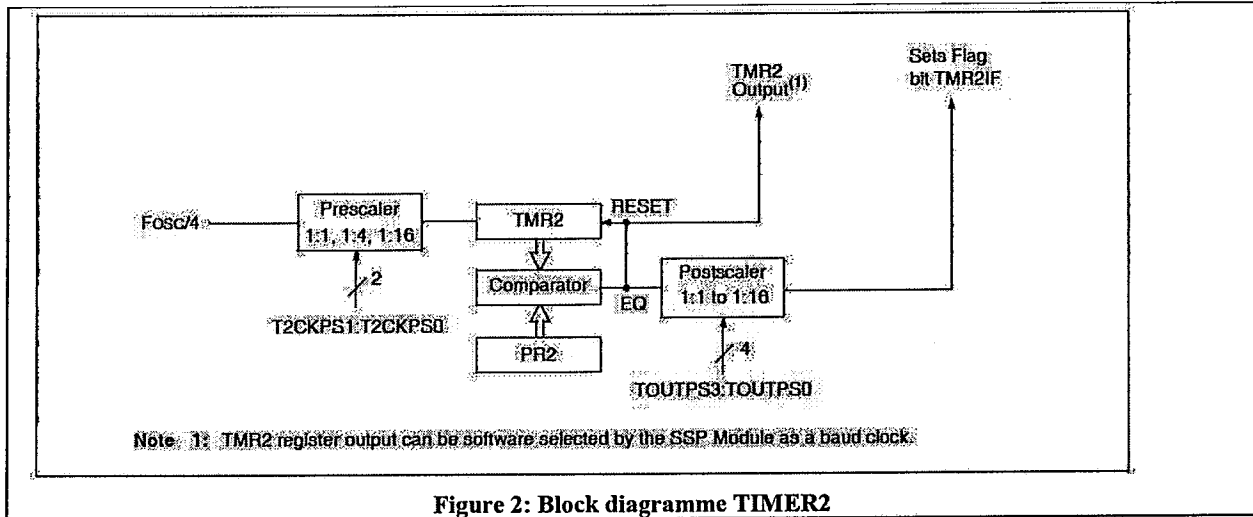 TMR2
Output(1)
Sets Flag
bit TMR2IF
Fosc/4
Prescaler
1:1, 1:4, 1:16
2
T2CKPS1:T2CKPS0
TMR2
RESET
Comparator
EQ
PR2
Postscaler
1:1 to 1:16
4
TOUTPS3:TOUTPS0
Note 1: TMR2 register output can be software selected by the SSP Module as a baud clock.
Figure 2: Block diagramme TIMER2